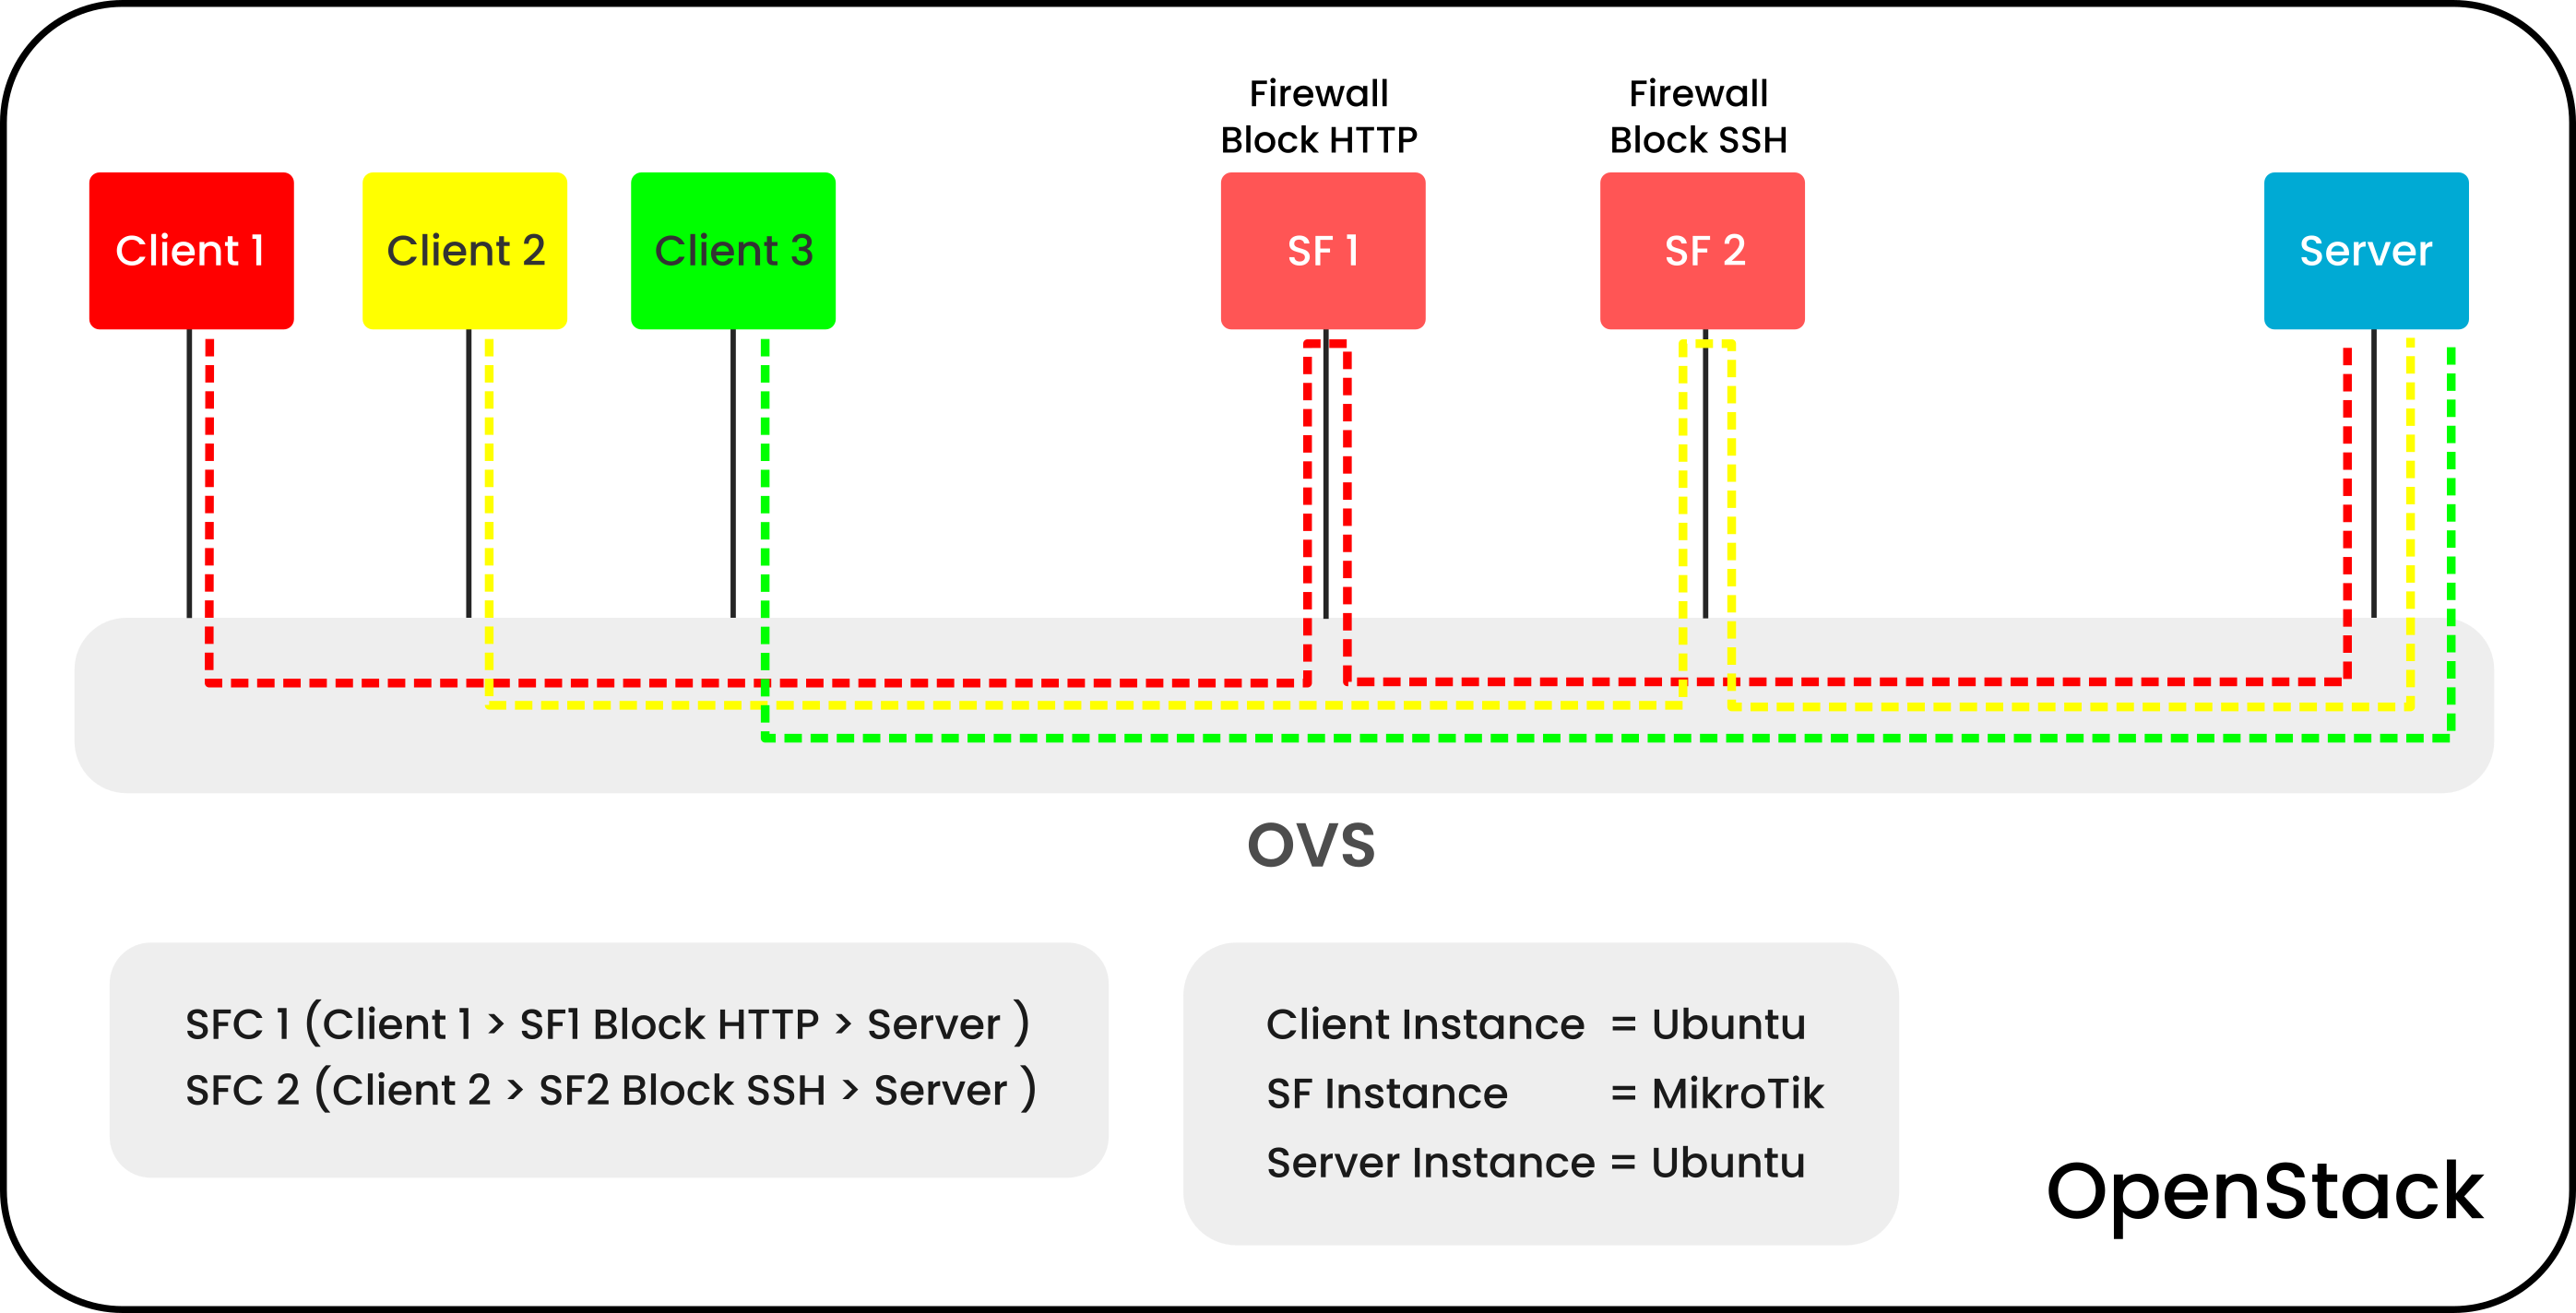 Firewall
Block HTTP
Firewall
Block SSH
Client 1
Client 2
Client 3
SF 1
SF 2
Server
OVS
SFC 1 (Client 1 > SF1 Block HTTP > Server )
SFC 2 (Client 2 > SF2 Block SSH > Server )
Client Instance = Ubuntu
SF Instance = MikroTik
Server Instance = Ubuntu
OpenStack